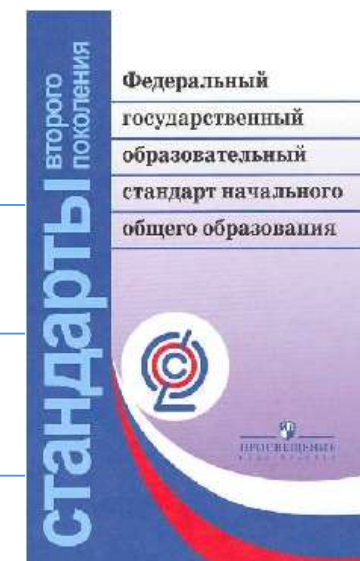 стандарты
второго
поколения
Федеральный
государственный
образовательный
стандарт начального
общего образования
ПРОСВЕЩЕНИЕ